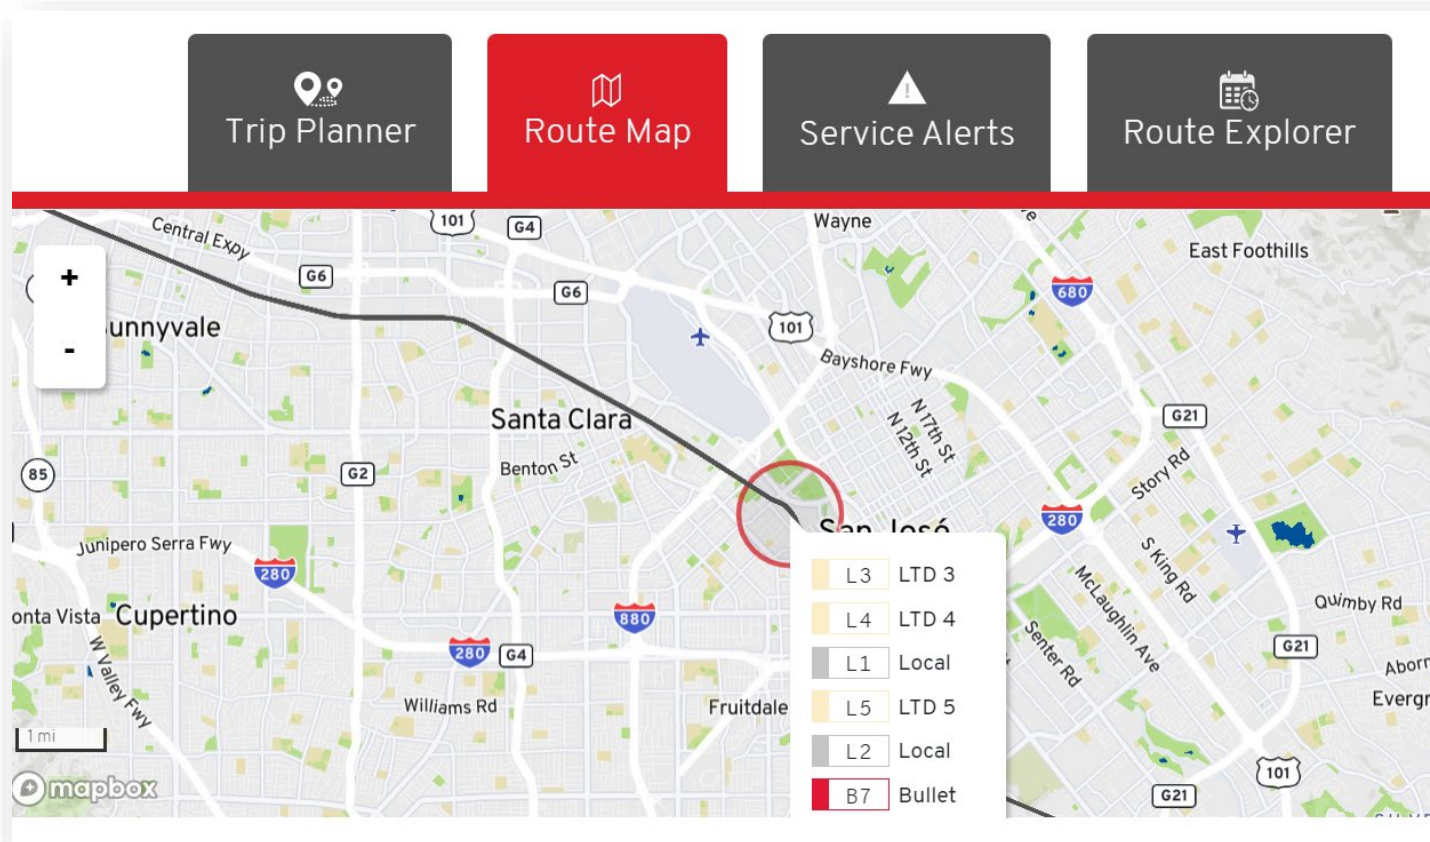 Trip Planner
Route Map
Service Alerts
Route Explorer
Central Expy
101
G4
Wayne
East Foothills
+
G6
G6
680
unnyvale
101
-
Bayshore Fwy
Santa Clara
N 17th St
N 12th St
G21
85
G2
Benton St
Story Rd
San José
280
Junipero Serra Fwy
280
S King Rd
L3 LTD 3
McLaughlin Ave
onta Vista
Cupertino
880
L4 LTD 4
Quimby Rd
W Valley Fwy
280
G4
L1 Local
Senter Rd
G21
Aborn
Williams Rd
Fruitdale
L5 LTD 5
Evergr
1 mi
L2 Local
101
mapbox
B7 Bullet
G21